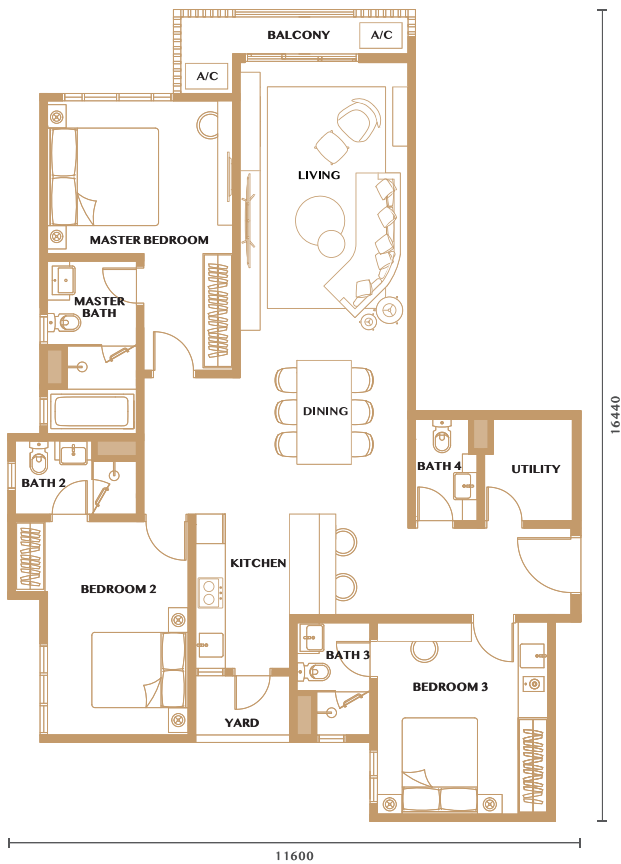 BALCONY
A/C
A/C
LIVING
MASTER BEDROOM
MASTER
BATH
DINING
16440
BATH 4
UTILITY
BATH 2
KITCHEN
BEDROOM 2
BATH 3
BEDROOM 3
YARD
11600